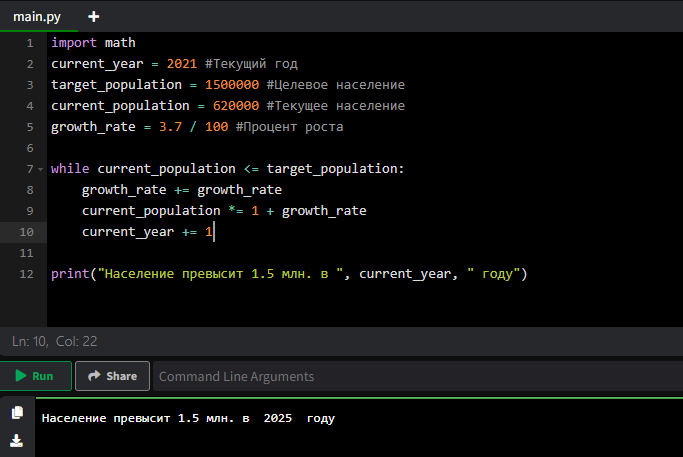 main.py +
1 import math
2 current_year = 2021 #Текущий год
3 target_population = 1500000 #Целевое население
4 current_population = 620000 #Текущее население
5 growth_rate = 3.7 / 100 #Процент роста
6
7 while current_population <= target_population:
8     growth_rate += growth_rate
9     current_population *= 1 + growth_rate
10     current_year += 1
11
12 print("Население превысит 1.5 млн. в ", current_year, " году")
Ln: 10, Col: 22
Run Share Command Line Arguments
Население превысит 1.5 млн. в  2025  году